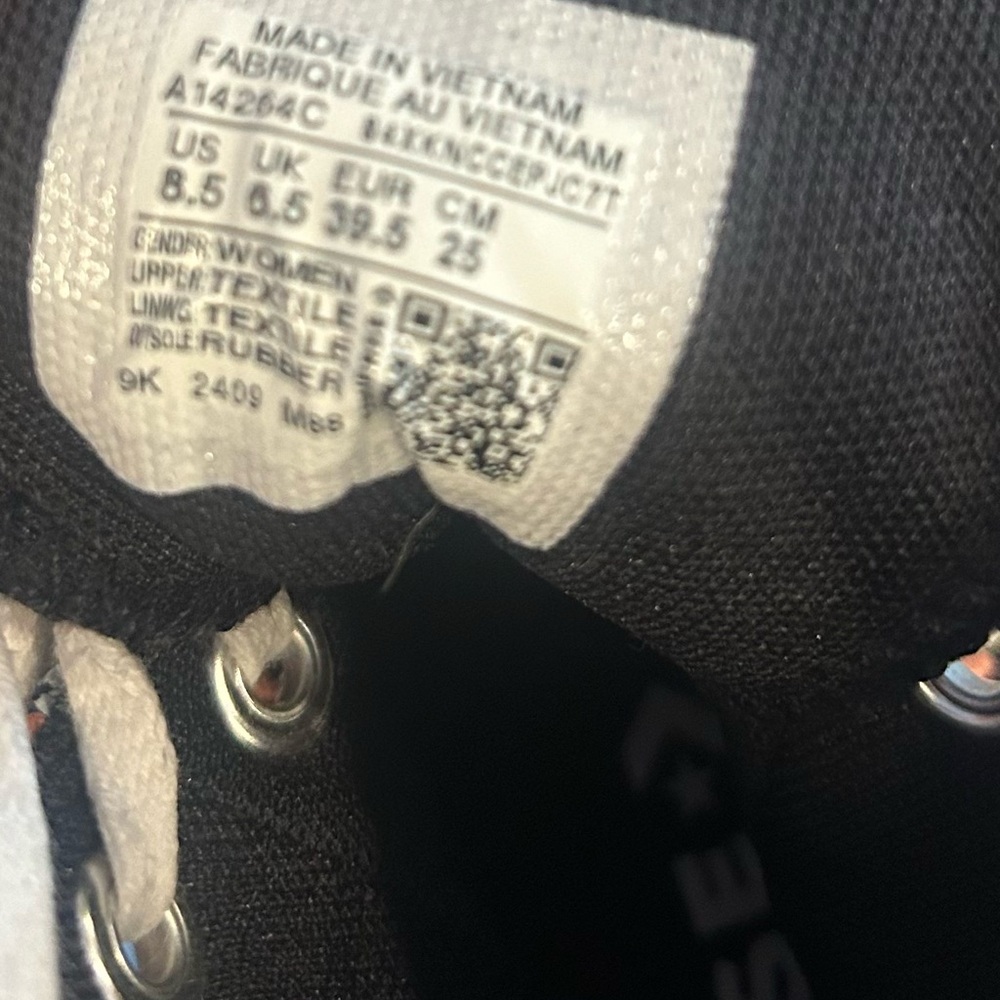 MADE IN VIETNAM
FABRIQUE AU VIETNAM
A14264C
US UK EUR CM
8.5 6.5 39.5 25
GENDER: WOMEN
UPPER: TEXTILE
LINING: TEXTILE
OUTSOLE: RUBBER
9K 2409